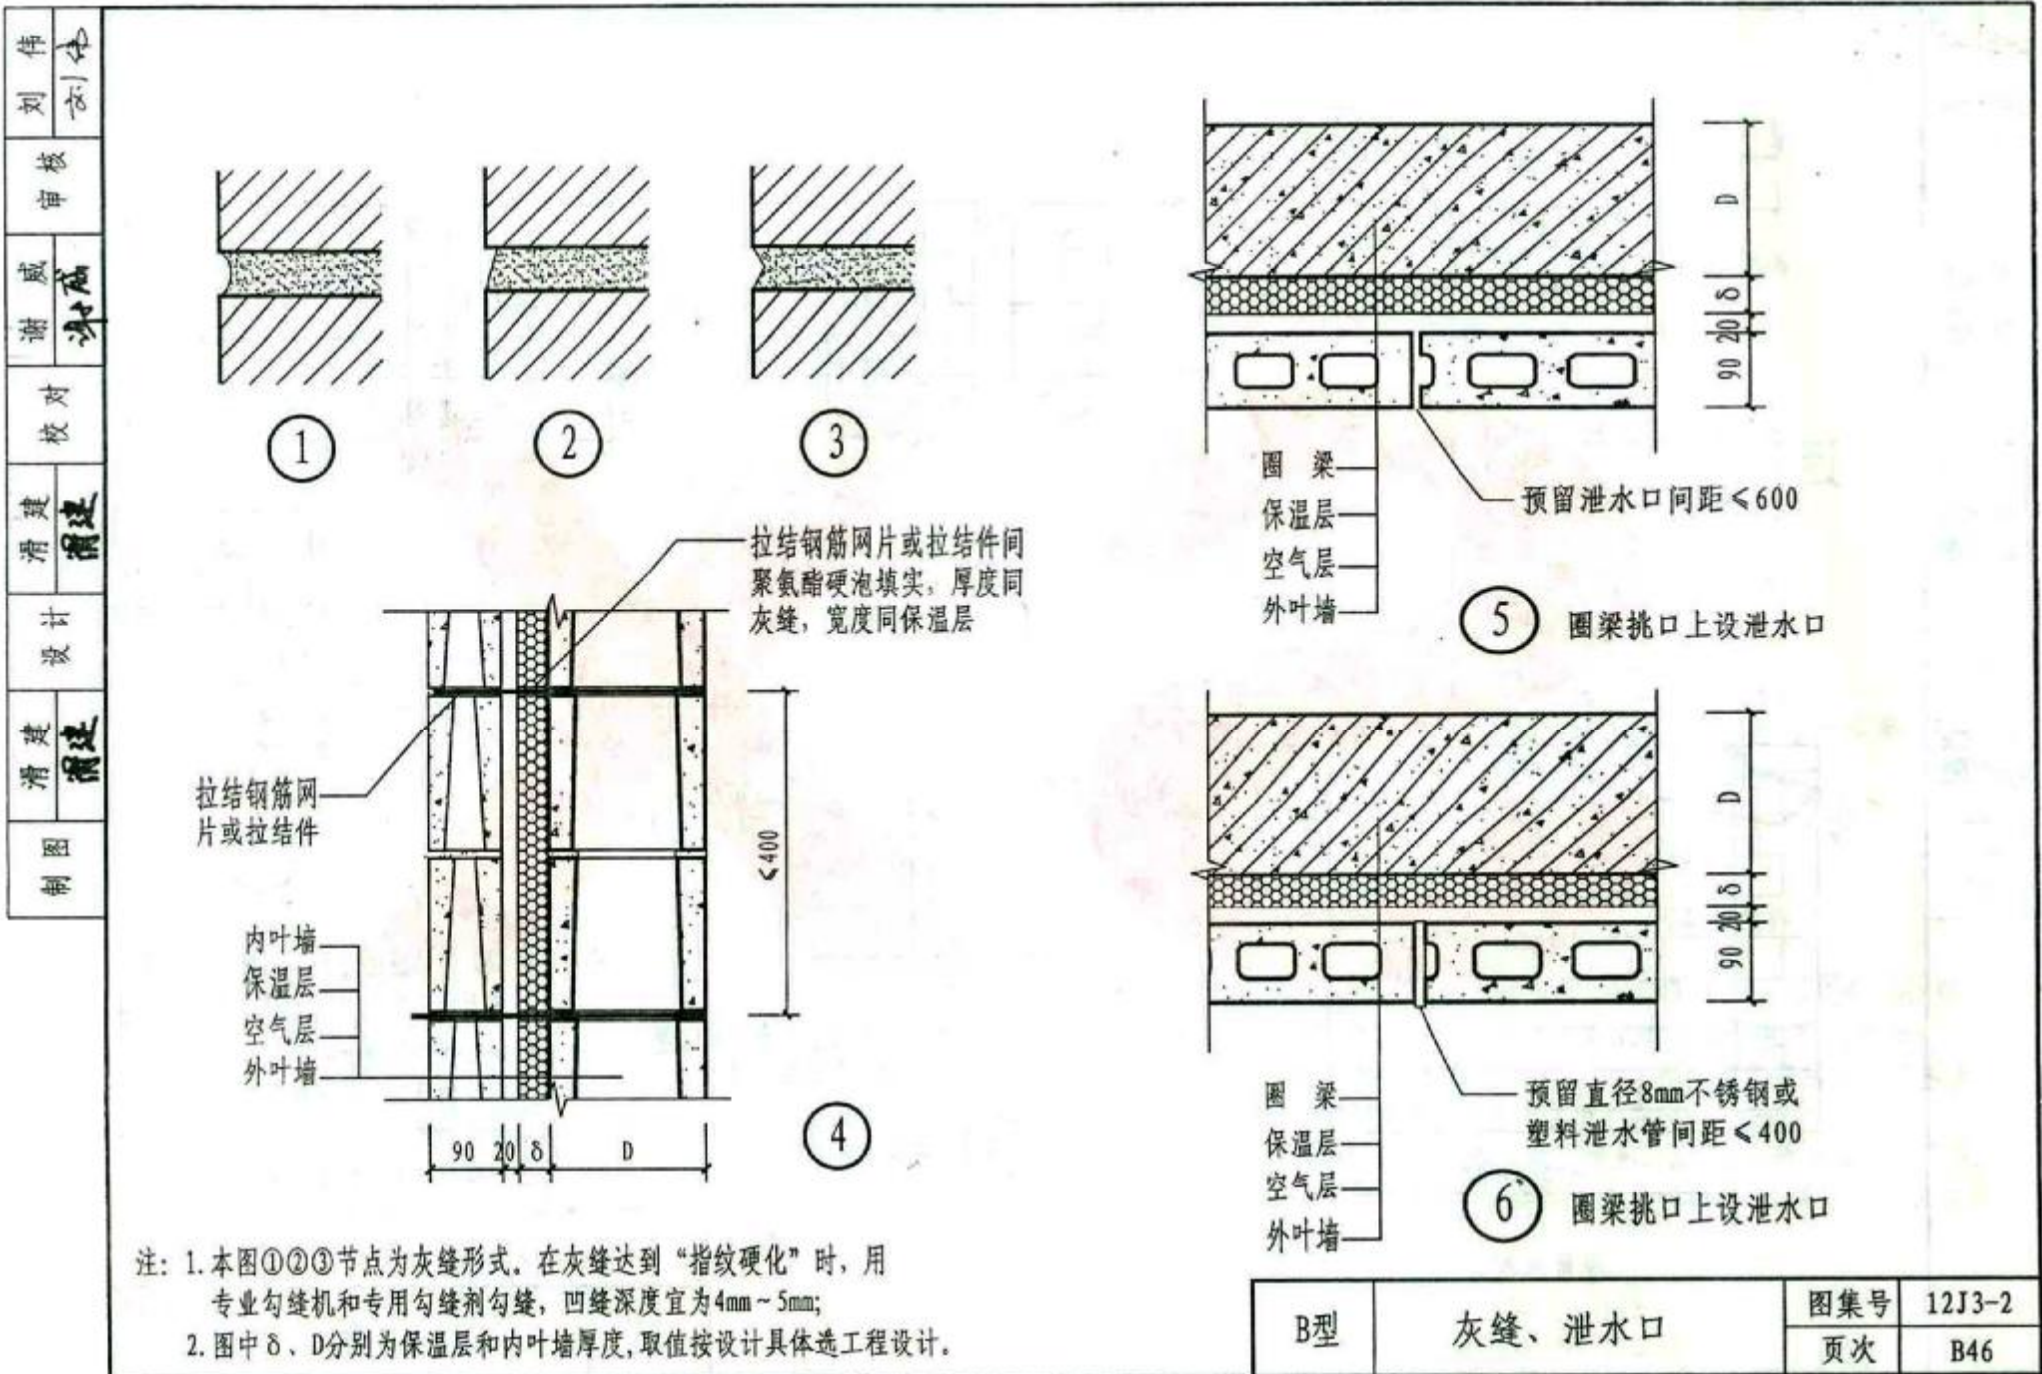 刘伟
审核
谢威
校对
滑建
设计
滑建
制图
①
②
③
拉结钢筋网片或拉结件间
聚氨酯硬泡填实，厚度同
灰缝，宽度同保温层
拉结钢筋网
片或拉结件
≤400
内叶墙
保温层
空气层
外叶墙
90 20 δ D
④
D
δ
20
90
圈 梁
保温层
空气层
外叶墙
预留泄水口间距≤600
⑤ 圈梁挑口上设泄水口
D
δ
20
90
圈 梁
保温层
空气层
外叶墙
预留直径8mm不锈钢或
塑料泄水管间距≤400
⑥ 圈梁挑口上设泄水口
注：1.本图①②③节点为灰缝形式。在灰缝达到“指纹硬化”时，用
专业勾缝机和专用勾缝剂勾缝，凹缝深度宜为4mm~5mm;
2.图中δ、D分别为保温层和内叶墙厚度,取值按设计具体选工程设计。
B型
灰缝、泄水口
图集号 12J3-2
页次 B46